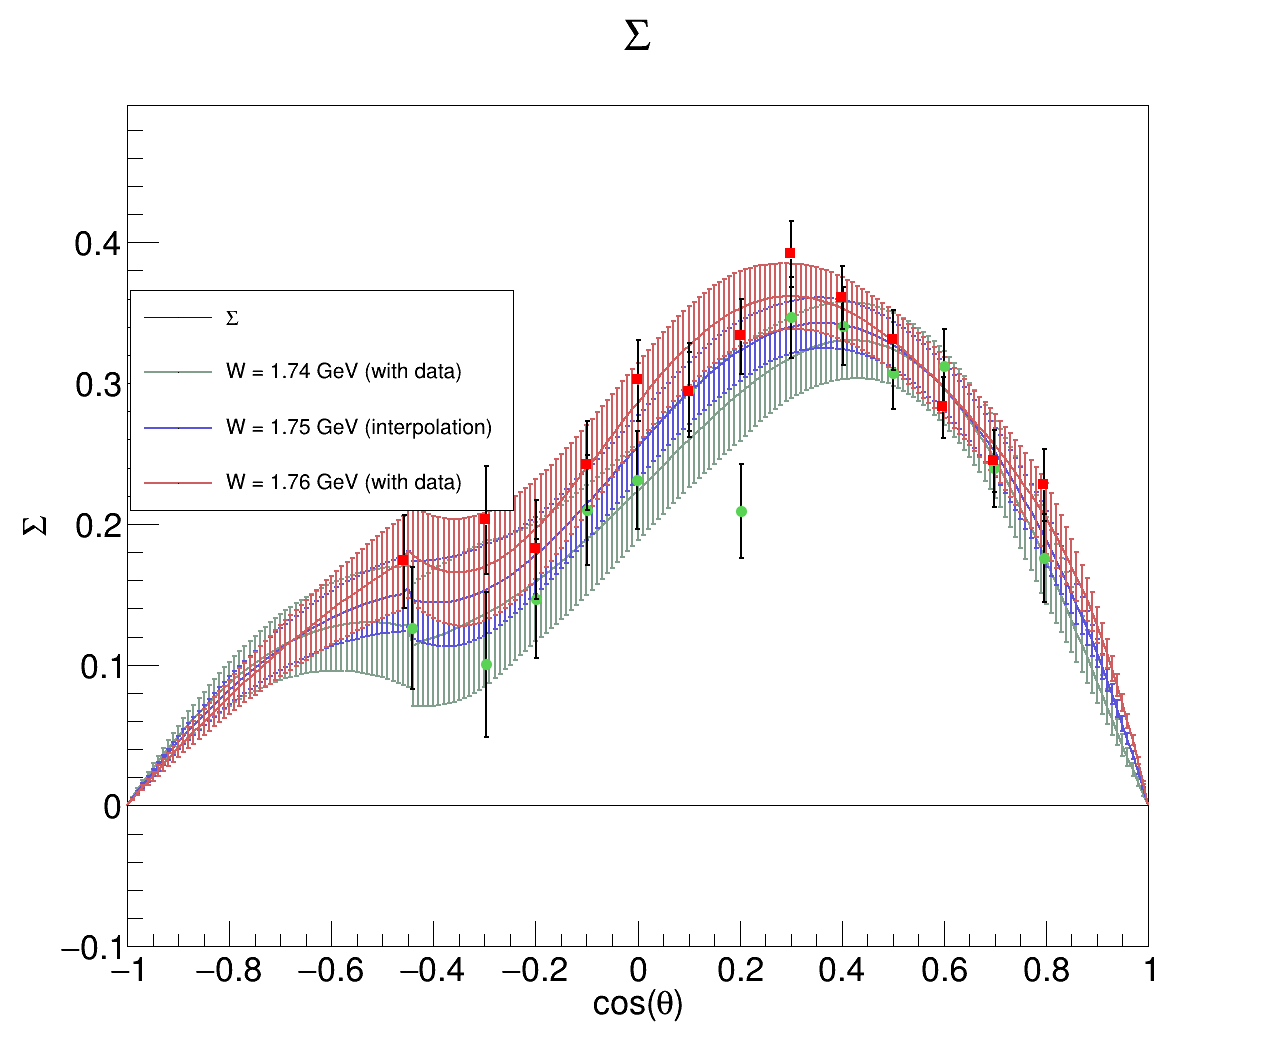 Σ
0.4
0.3
0.2
0.1
0
−0.1
Σ
Σ
W = 1.74 GeV (with data)
W = 1.75 GeV (interpolation)
W = 1.76 GeV (with data)
−1 −0.8 −0.6 −0.4 −0.2 0 0.2 0.4 0.6 0.8 1
cos(θ)